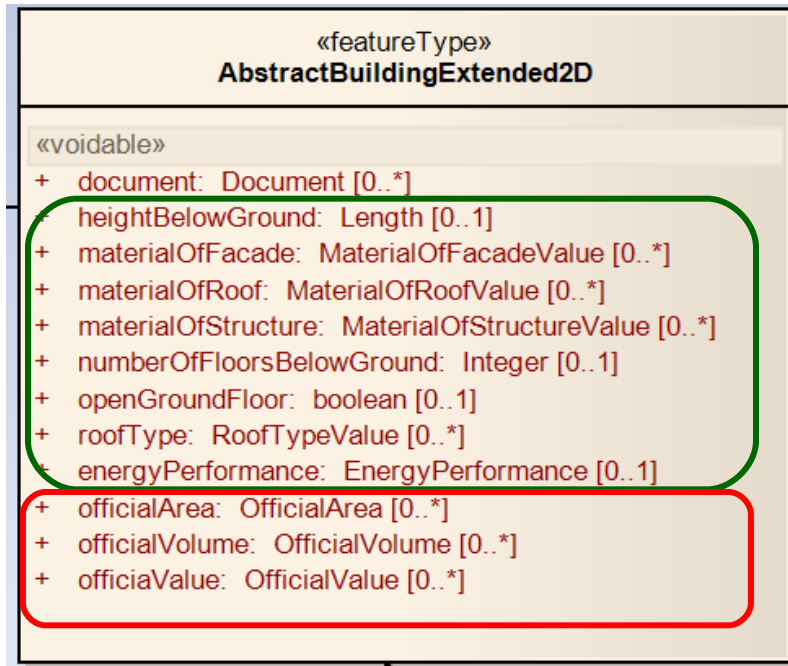 «featureType»
AbstractBuildingExtended2D
«voidable»
+ document: Document [0..*]
+ heightBelowGround: Length [0..1]
+ materialOfFacade: MaterialOfFacadeValue [0..*]
+ materialOfRoof: MaterialOfRoofValue [0..*]
+ materialOfStructure: MaterialOfStructureValue [0..*]
+ numberOfFloorsBelowGround: Integer [0..1]
+ openGroundFloor: boolean [0..1]
+ roofType: RoofTypeValue [0..*]
+ energyPerformance: EnergyPerformance [0..1]
+ officialArea: OfficialArea [0..*]
+ officialVolume: OfficialVolume [0..*]
+ officiaValue: OfficialValue [0..*]